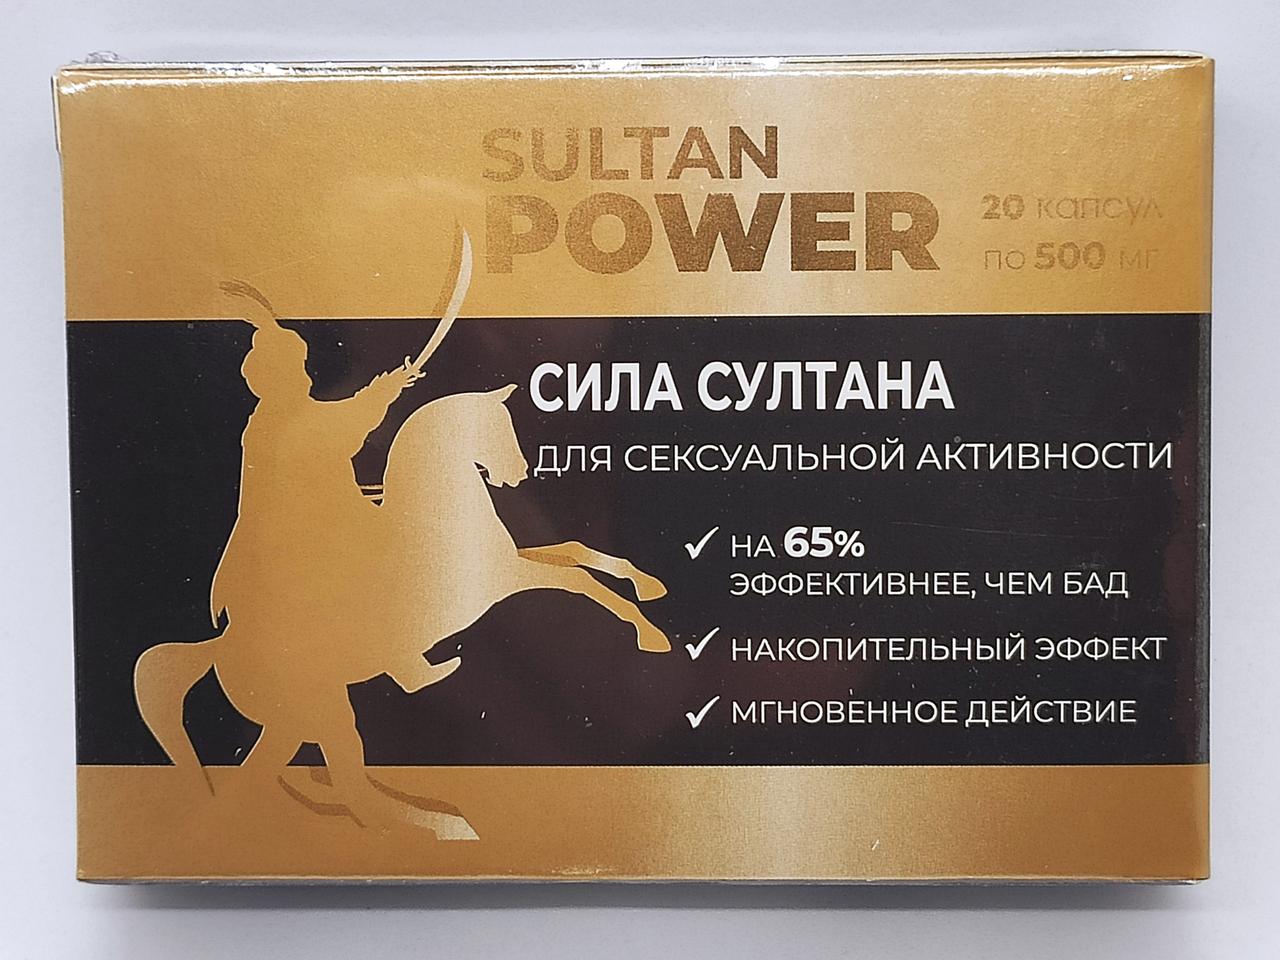 SULTAN
POWER
20 капсул
по 500 мг
СИЛА СУЛТАНА
ДЛЯ СЕКСУАЛЬНОЙ АКТИВНОСТИ
✓ НА 65%
ЭФФЕКТИВНЕЕ, ЧЕМ БАД
✓ НАКОПИТЕЛЬНЫЙ ЭФФЕКТ
✓ МГНОВЕННОЕ ДЕЙСТВИЕ